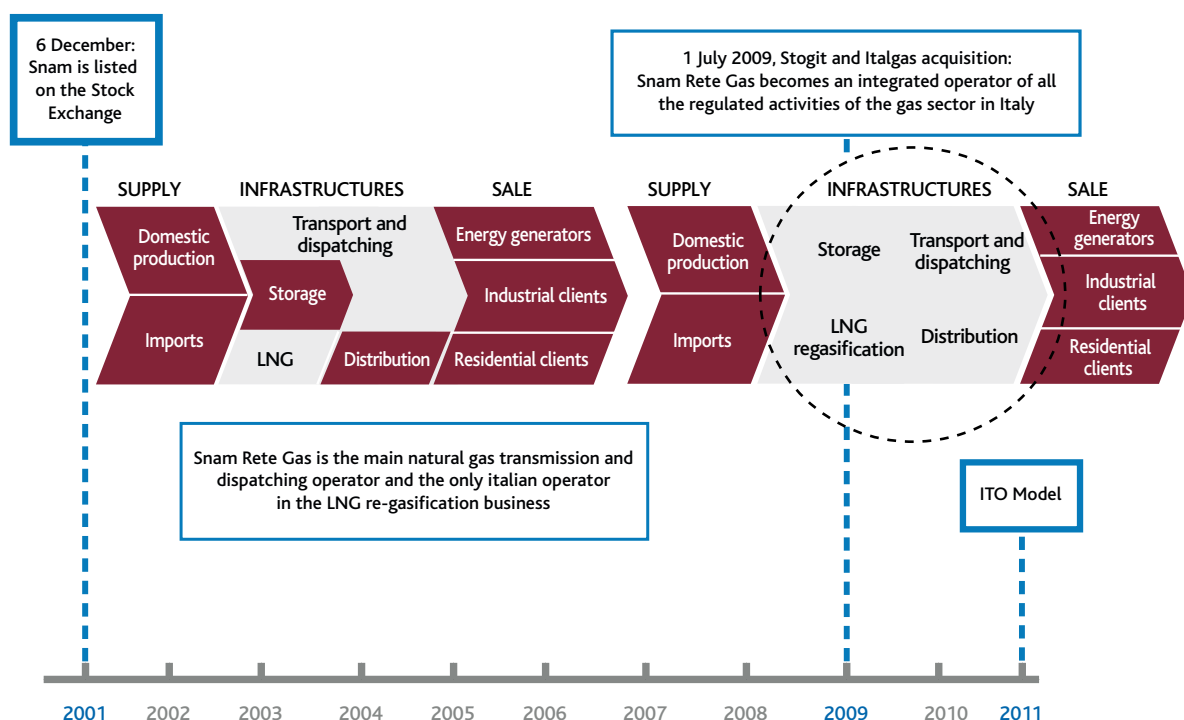 6 December:
Snam is listed
on the Stock
Exchange
1 July 2009, Stogit and Italgas acquisition:
Snam Rete Gas becomes an integrated operator of all
the regulated activities of the gas sector in Italy
SUPPLY
INFRASTRUCTURES
SALE
Domestic
production
Imports
Transport and
dispatching
Storage
LNG
Distribution
Energy generators
Industrial clients
Residential clients
SUPPLY
INFRASTRUCTURES
SALE
Domestic
production
Imports
Storage
Transport and
dispatching
LNG
regasification
Distribution
Energy
generators
Industrial
clients
Residential
clients
Snam Rete Gas is the main natural gas transmission and
dispatching operator and the only italian operator
in the LNG re-gasification business
ITO Model
2001 2002 2003 2004 2005 2006 2007 2008 2009 2010 2011